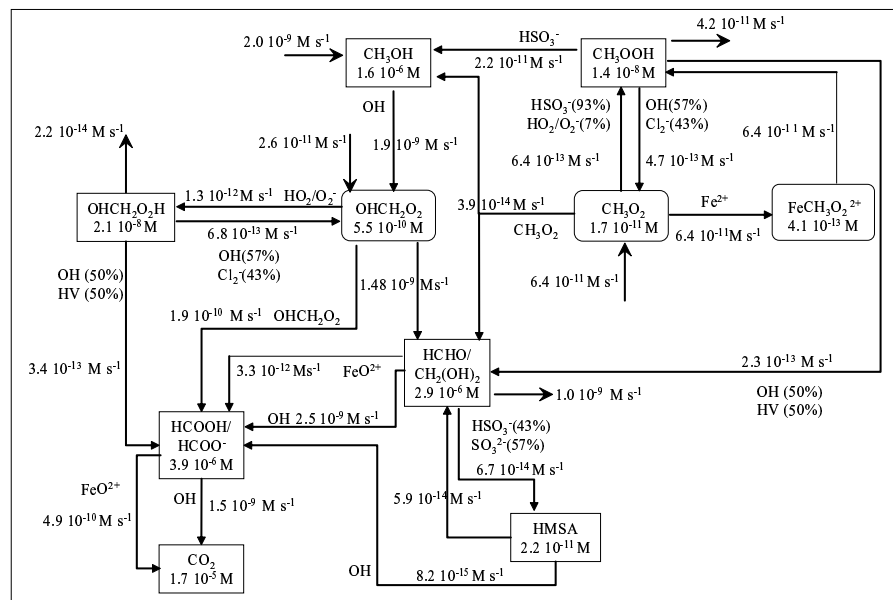 4.2 10⁻¹¹ M s⁻¹
2.0 10⁻⁹ M s⁻¹
CH₃OH
1.6 10⁻⁶ M
HSO₃⁻
2.2 10⁻¹¹ M s⁻¹
CH₃OOH
1.4 10⁻⁸ M
OH
1.9 10⁻⁹ M s⁻¹
HSO₃⁻(93%)
HO₂/O₂⁻(7%)
6.4 10⁻¹³ M s⁻¹
OH(57%)
Cl₂⁻(43%)
4.7 10⁻¹³ M s⁻¹
6.4 10⁻¹¹ M s⁻¹
2.2 10⁻¹⁴ M s⁻¹
2.6 10⁻¹¹ M s⁻¹
OHCH₂O₂H
2.1 10⁻⁸ M
1.3 10⁻¹² M s⁻¹
HO₂/O₂⁻
6.8 10⁻¹³ M s⁻¹
OH(57%)
Cl₂⁻(43%)
OHCH₂O₂
5.5 10⁻¹⁰ M
3.9 10⁻¹⁴ M s⁻¹
CH₃O₂
CH₃O₂
1.7 10⁻¹¹ M
Fe²⁺
6.4 10⁻¹¹M s⁻¹
FeCH₃O₂ ²⁺
4.1 10⁻¹³ M
6.4 10⁻¹¹ M s⁻¹
OH (50%)
HV (50%)
3.4 10⁻¹³ M s⁻¹
1.48 10⁻⁹ Ms⁻¹
1.9 10⁻¹⁰ M s⁻¹
OHCH₂O₂
3.3 10⁻¹² Ms⁻¹
FeO²⁺
HCHO/
CH₂(OH)₂
2.9 10⁻⁶ M
2.3 10⁻¹³ M s⁻¹
OH (50%)
HV (50%)
1.0 10⁻⁹ M s⁻¹
OH 2.5 10⁻⁹ M s⁻¹
HCOOH/
HCOO⁻
3.9 10⁻⁶ M
HSO₃⁻(43%)
SO₃²⁻(57%)
6.7 10⁻¹⁴ M s⁻¹
5.9 10⁻¹⁴ M s⁻¹
FeO²⁺
4.9 10⁻¹⁰ M s⁻¹
OH
1.5 10⁻⁹ M s⁻¹
HMSA
2.2 10⁻¹¹ M
CO₂
1.7 10⁻⁵ M
OH
8.2 10⁻¹⁵ M s⁻¹